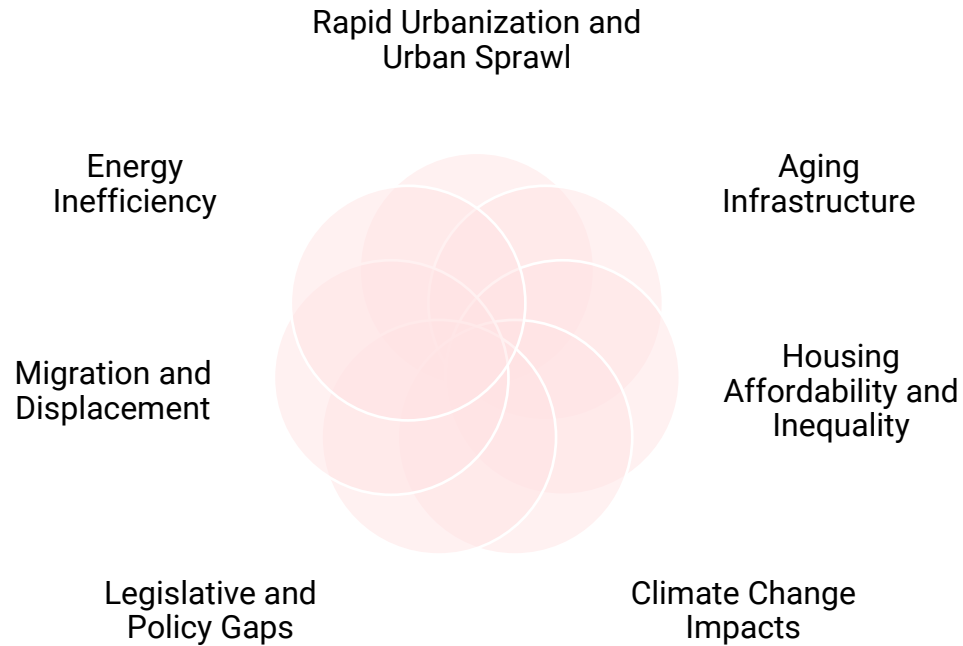 Rapid Urbanization and
Urban Sprawl
Energy
Inefficiency
Aging
Infrastructure
Migration and
Displacement
Housing
Affordability and
Inequality
Legislative and
Policy Gaps
Climate Change
Impacts